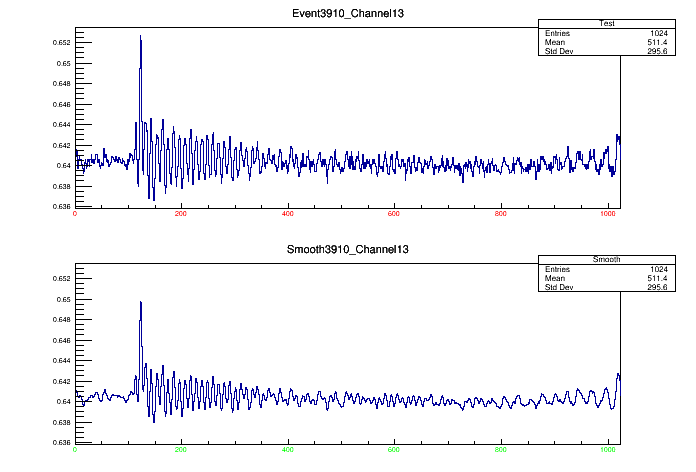 Event3910_Channel13
Test
Entries 1024
Mean 511.4
Std Dev 295.6
0.652
0.65
0.648
0.646
0.644
0.642
0.64
0.638
0.636
0 200 400 600 800 1000
Smooth3910_Channel13
Smooth
Entries 1024
Mean 511.4
Std Dev 295.6
0.652
0.65
0.648
0.646
0.644
0.642
0.64
0.638
0.636
0 200 400 600 800 1000